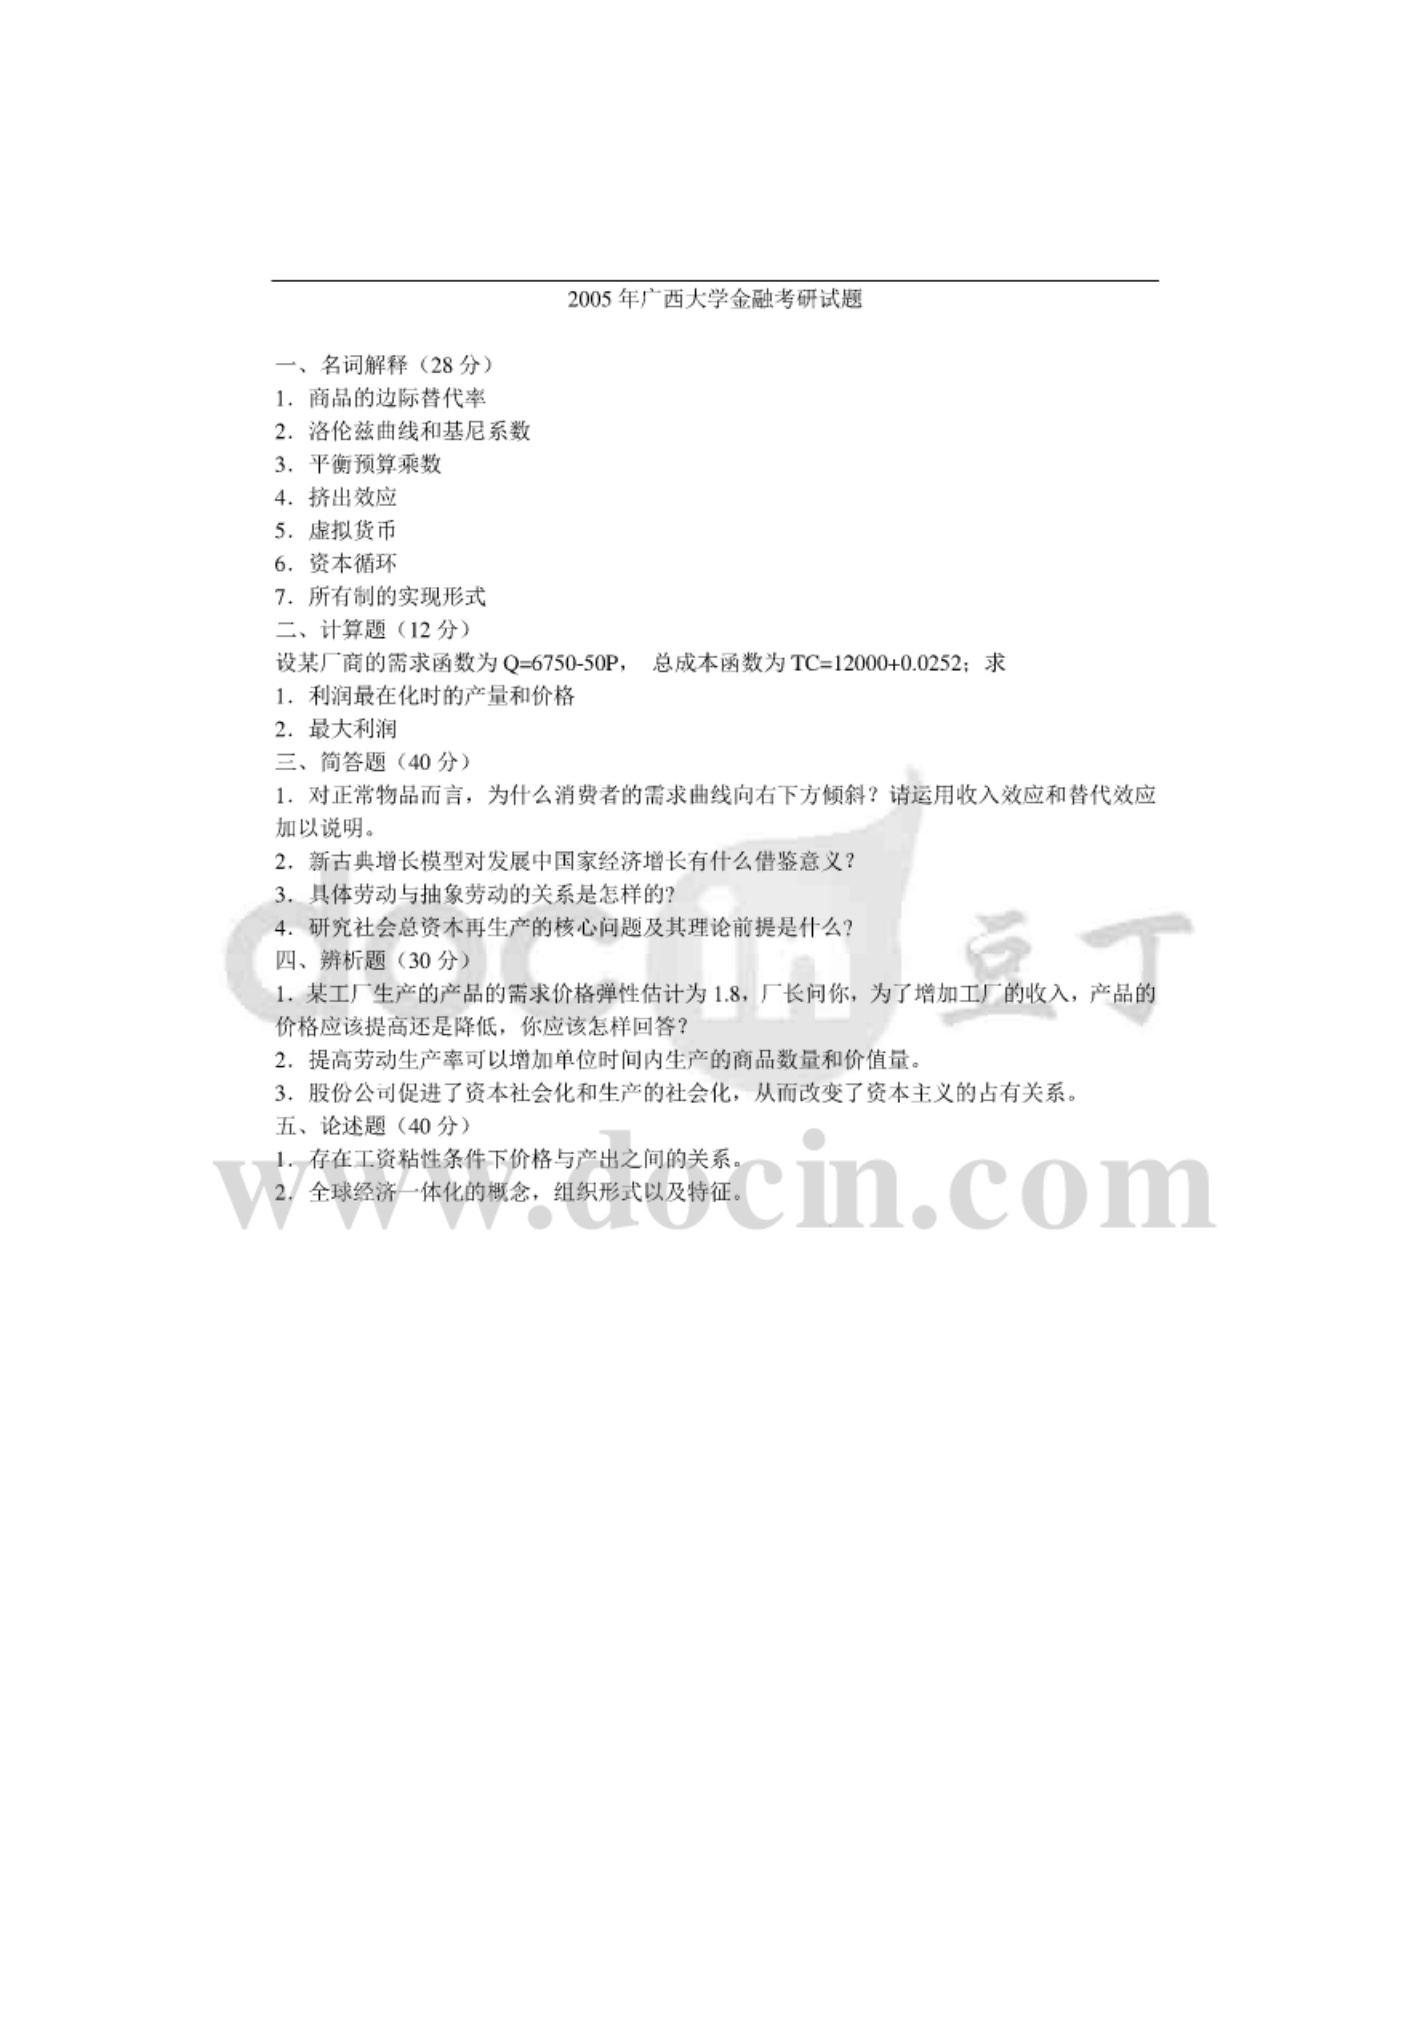 2005 年广西大学金融考研试题
一、名词解释（28 分）
1．商品的边际替代率
2．洛伦兹曲线和基尼系数
3．平衡预算乘数
4．挤出效应
5．虚拟货币
6．资本循环
7．所有制的实现形式
二、计算题（12 分）
设某厂商的需求函数为 Q=6750-50P， 总成本函数为 TC=12000+0.0252；求
1．利润最在化时的产量和价格
2．最大利润
三、简答题（40 分）
1．对正常物品而言，为什么消费者的需求曲线向右下方倾斜？请运用收入效应和替代效应
加以说明。
2．新古典增长模型对发展中国家经济增长有什么借鉴意义？
3．具体劳动与抽象劳动的关系是怎样的?
4．研究社会总资本再生产的核心问题及其理论前提是什么？
四、辨析题（30 分）
1．某工厂生产的产品的需求价格弹性估计为 1.8，厂长问你，为了增加工厂的收入，产品的
价格应该提高还是降低，你应该怎样回答？
2．提高劳动生产率可以增加单位时间内生产的商品数量和价值量。
3．股份公司促进了资本社会化和生产的社会化，从而改变了资本主义的占有关系。
五、论述题（40 分）
1．存在工资粘性条件下价格与产出之间的关系。
2．全球经济一体化的概念，组织形式以及特征。
docin 豆丁
www.docin.com